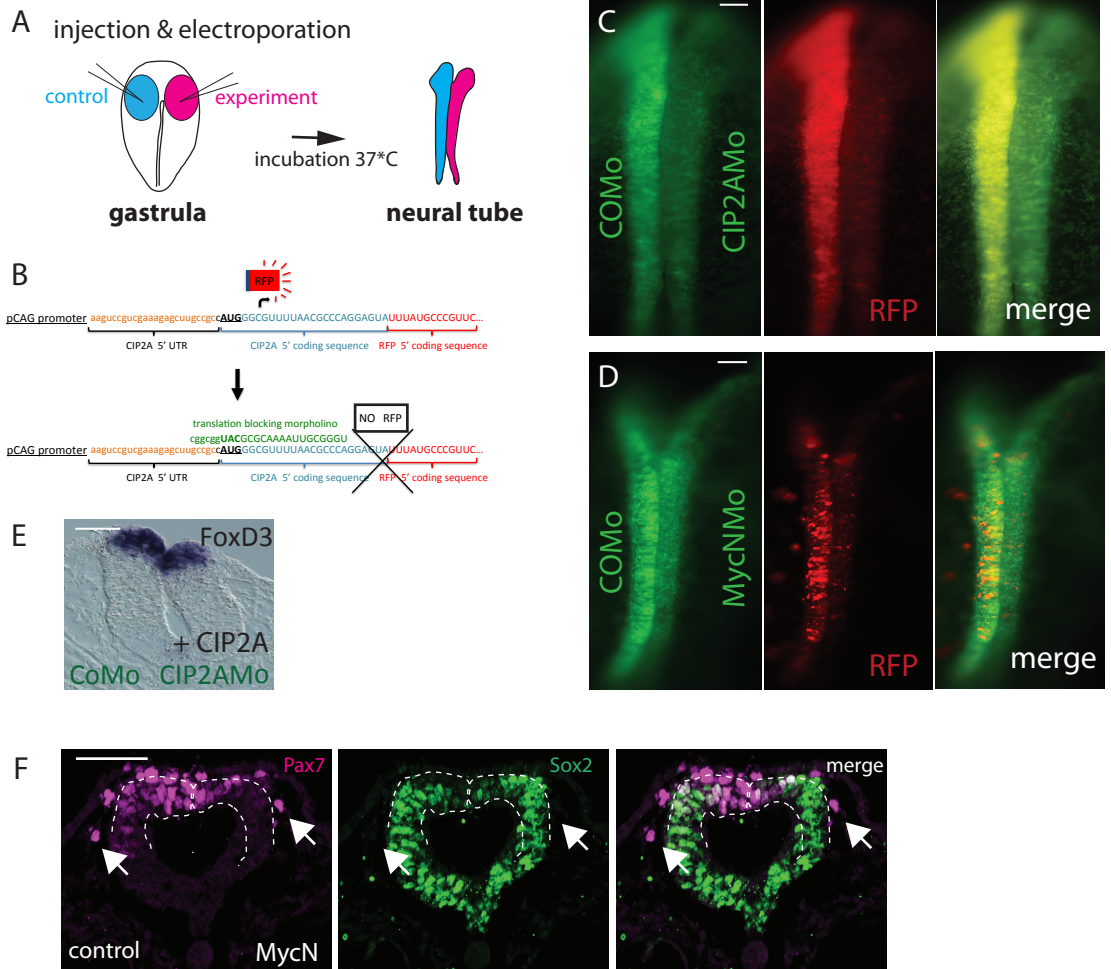 A
injection & electroporation
control
experiment
incubation 37*C
gastrula
neural tube
B
RFP
pCAG promoter aaguccgucgaaagagcuugccgccAUGGGCGUUUUAACGCCCAGGAGUAUUUAUGCCCGUUC...
CIP2A 5' UTR
CIP2A 5' coding sequence
RFP 5' coding sequence
translation blocking morpholino
NO RFP
cggcggUACGCGCAAAAUUGCGGGU
pCAG promoter aaguccgucgaaagagcuugccgccAUGGGCGUUUUAACGCCCAGGAGUAUUUAUGCCCGUUC...
CIP2A 5' UTR
CIP2A 5' coding sequence
RFP 5' coding sequence
C
COMo
CIP2AMo
RFP
merge
D
COMo
MycNMo
RFP
merge
E
FoxD3
+ CIP2A
CoMo
CIP2AMo
F
Pax7
control
MycN
Sox2
merge